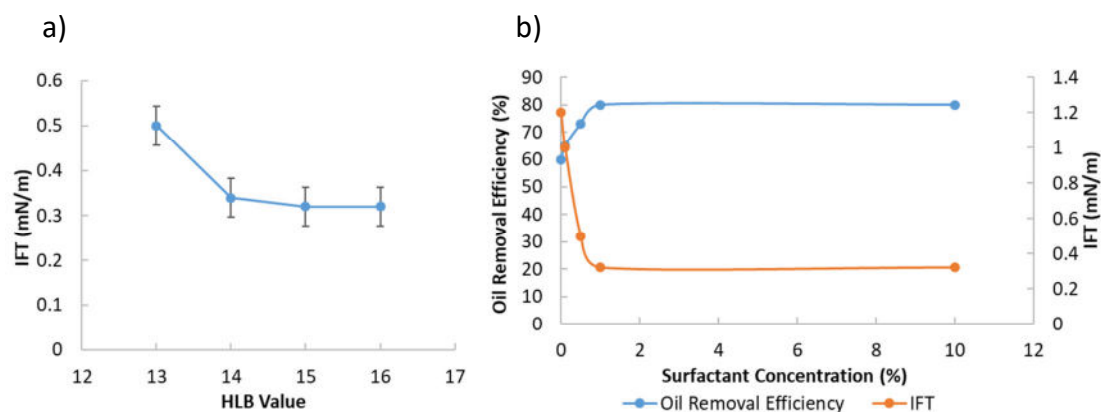 a)
0.6
0.5
0.4
0.3
0.2
0.1
0
IFT (mN/m)
12 13 14 15 16 17
HLB Value
b)
90
80
70
60
50
40
30
20
10
0
Oil Removal Efficiency (%)
1.4
1.2
1
0.8
0.6
0.4
0.2
0
IFT (mN/m)
0 2 4 6 8 10 12
Surfactant Concentration (%)
Oil Removal Efficiency IFT